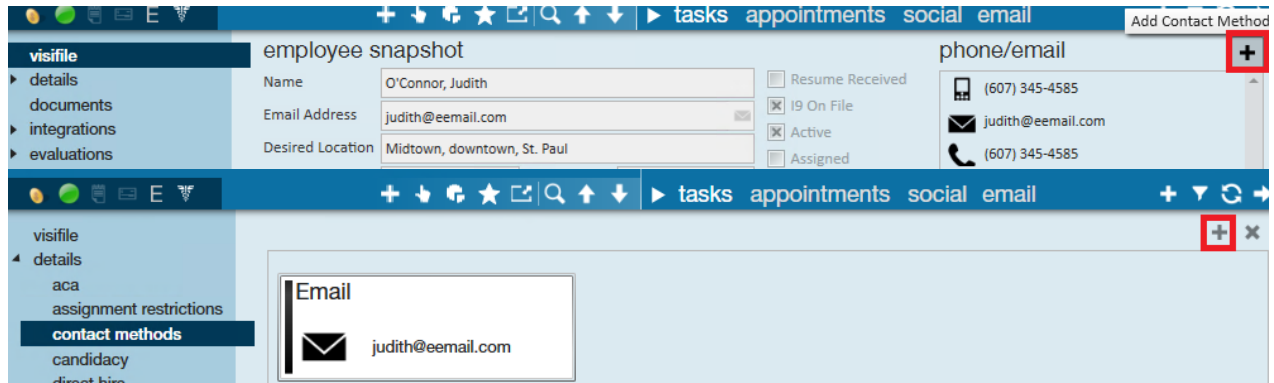 E tasks appointments social email
Add Contact Method
visifile
details
documents
integrations
evaluations
employee snapshot
Name O'Connor, Judith
Email Address judith@eemail.com
Desired Location Midtown, downtown, St. Paul
Resume Received
I9 On File
Active
Assigned
phone/email
(607) 345-4585
judith@eemail.com
(607) 345-4585
E tasks appointments social email
visifile
details
aca
assignment restrictions
contact methods
candidacy
direct hire
Email
judith@eemail.com